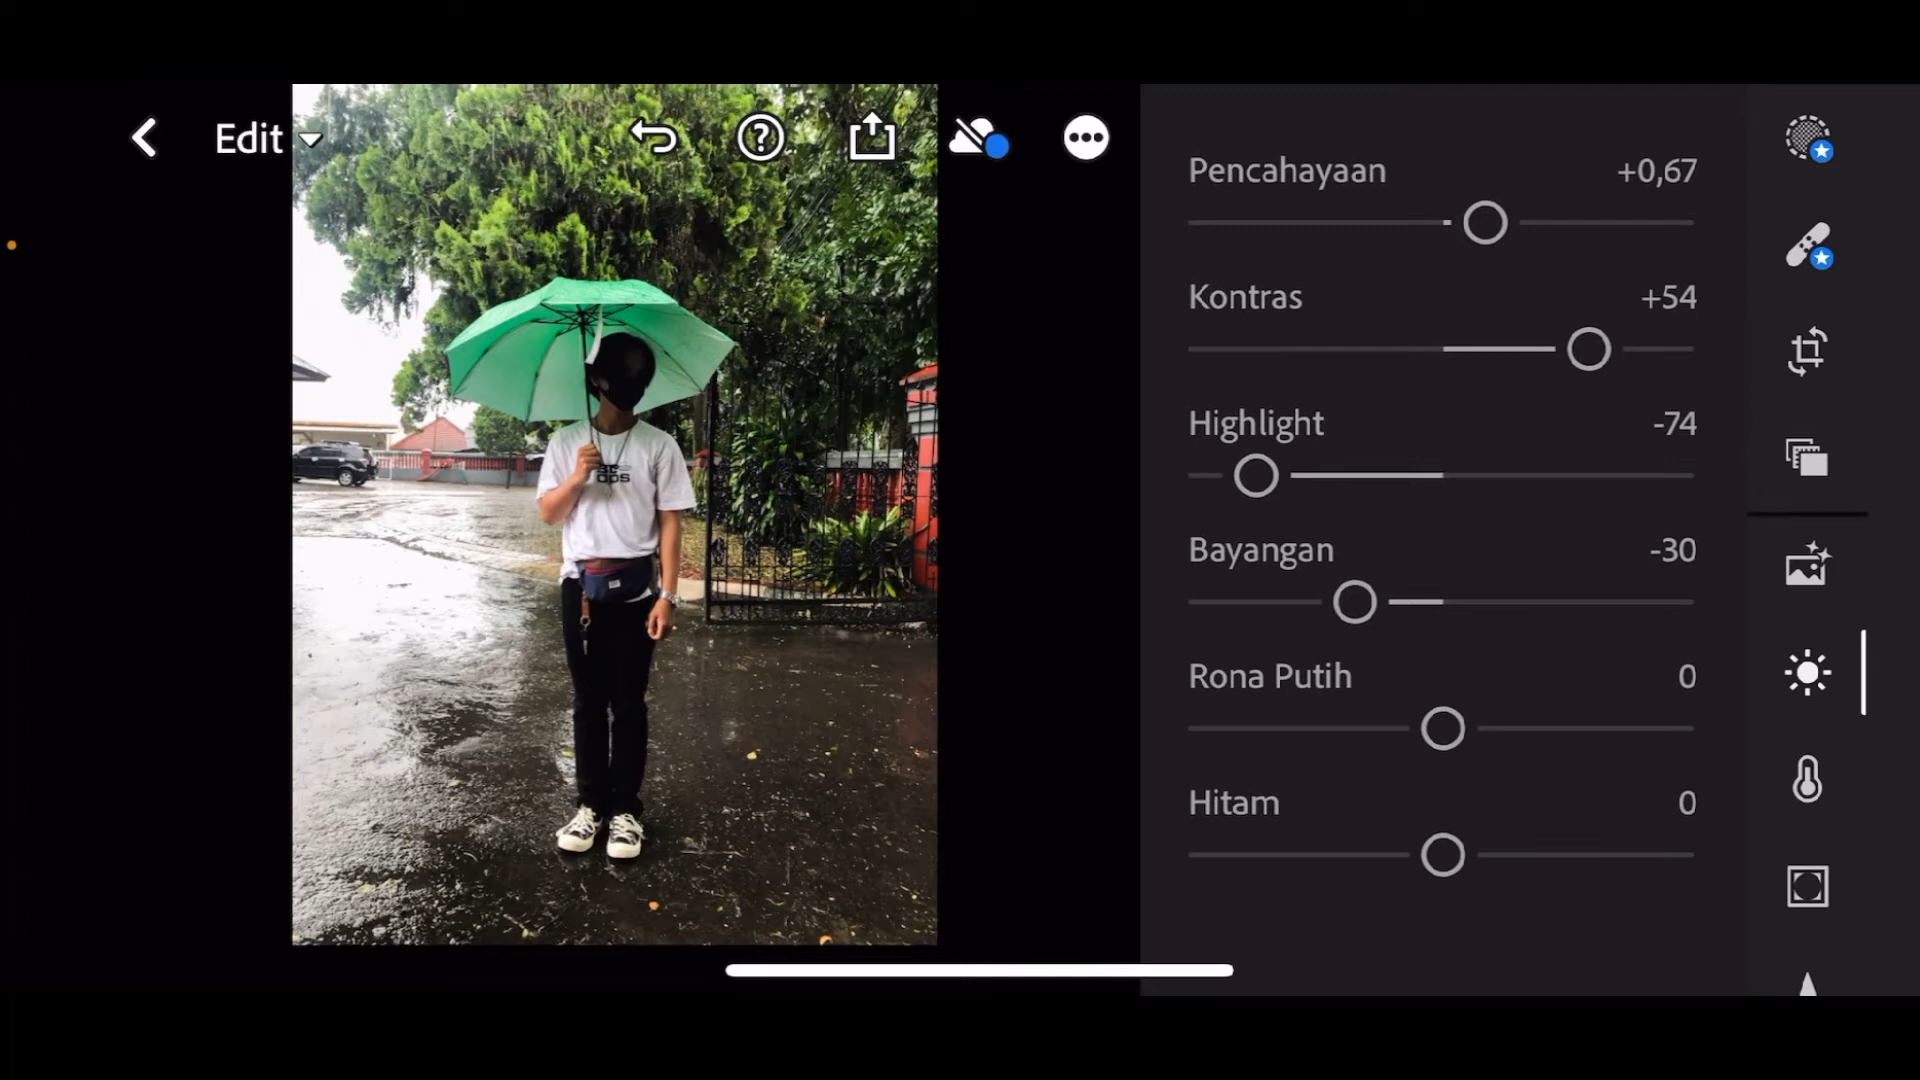 Edit
Pencahayaan +0,67
Kontras +54
Highlight -74
Bayangan -30
Rona Putih 0
Hitam 0